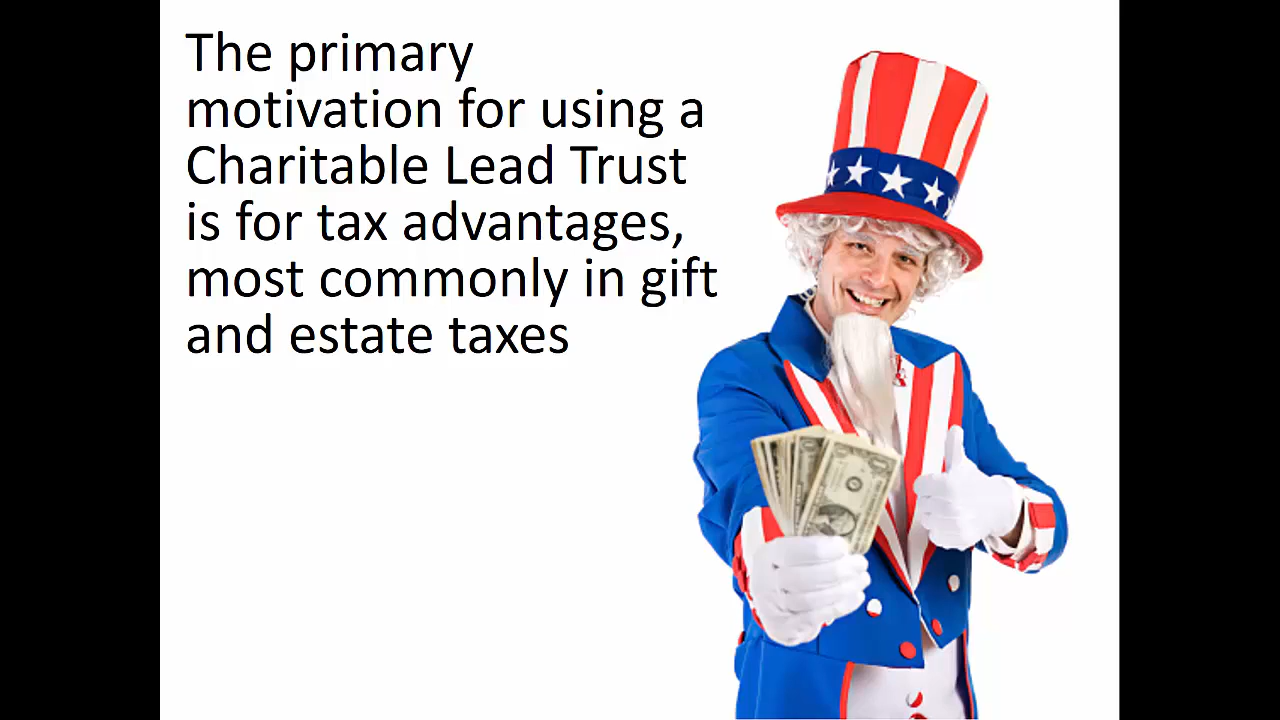 The primary
motivation for using a
Charitable Lead Trust
is for tax advantages,
most commonly in gift
and estate taxes